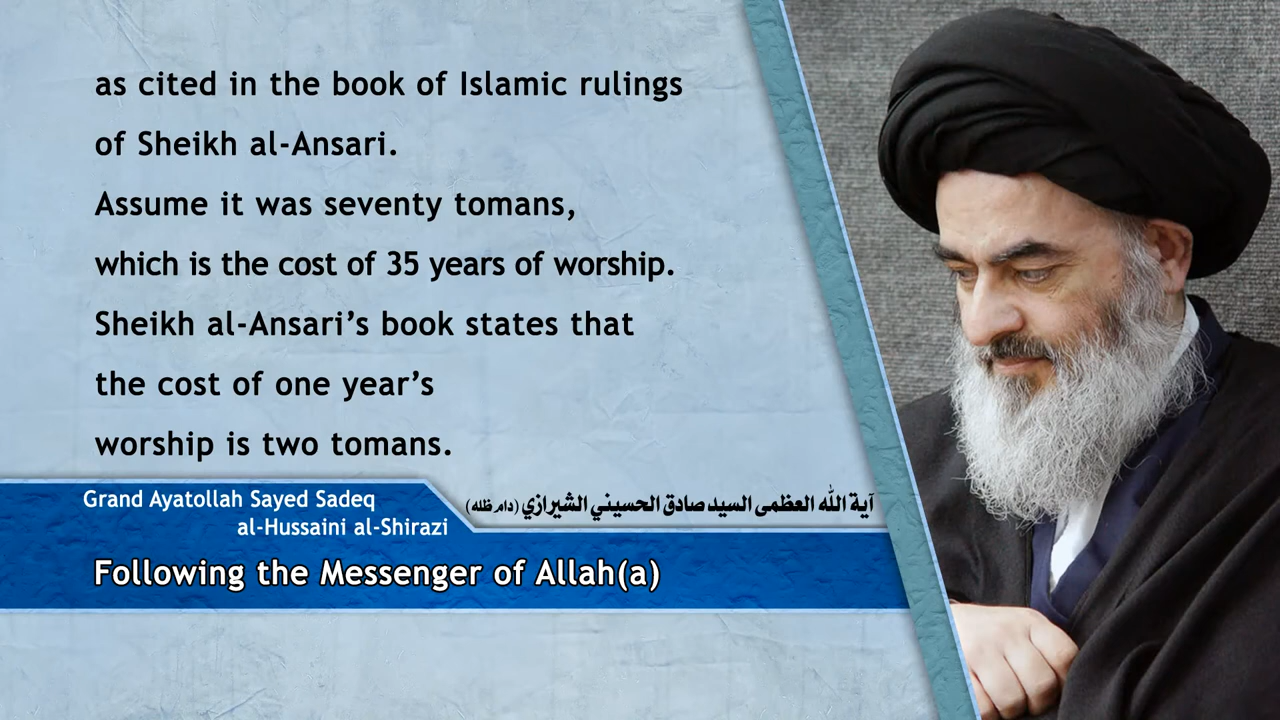 as cited in the book of Islamic rulings
of Sheikh al-Ansari.
Assume it was seventy tomans,
which is the cost of 35 years of worship.
Sheikh al-Ansari’s book states that
the cost of one year’s
worship is two tomans.
Grand Ayatollah Sayed Sadeq
al-Hussaini al-Shirazi
آية الله العظمى السيد صادق الحسيني الشيرازي (دام ظله)
Following the Messenger of Allah(a)